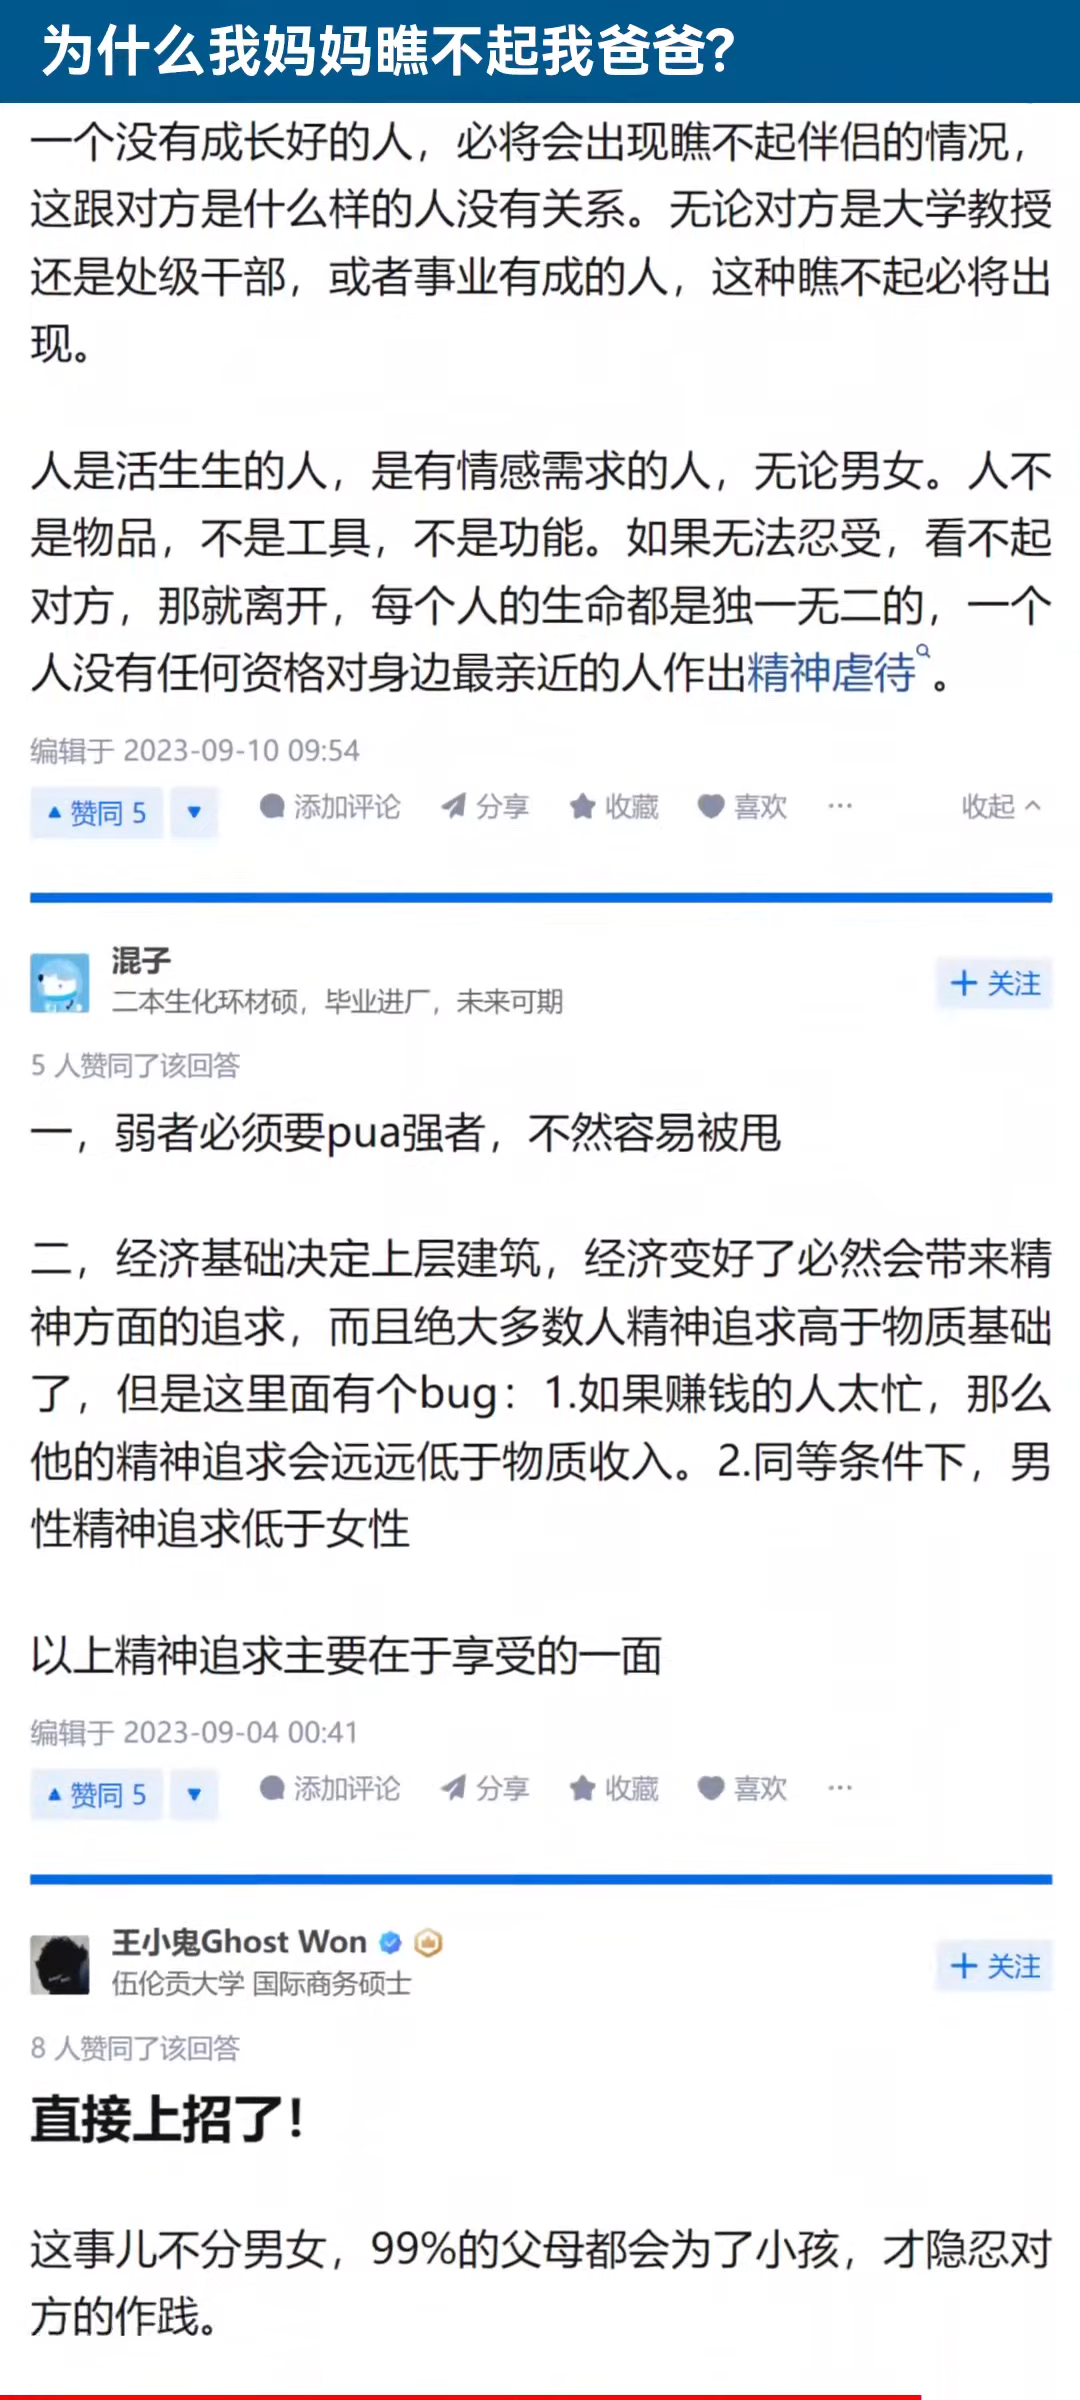 为什么我妈妈瞧不起我爸爸？
一个没有成长好的人，必将会出现瞧不起伴侣的情况，
这跟对方是什么样的人没有关系。无论对方是大学教授
还是处级干部，或者事业有成的人，这种瞧不起必将出
现。
人是活生生的人，是有情感需求的人，无论男女。人不
是物品，不是工具，不是功能。如果无法忍受，看不起
对方，那就离开，每个人的生命都是独一无二的，一个
人没有任何资格对身边最亲近的人作出精神虐待。
编辑于 2023-09-10 09:54
赞同 5 添加评论 分享 收藏 喜欢 ··· 收起
混子
二本生化环材硕，毕业进厂，未来可期
+ 关注
5 人赞同了该回答
一，弱者必须要pua强者，不然容易被甩
二，经济基础决定上层建筑，经济变好了必然会带来精
神方面的追求，而且绝大多数人精神追求高于物质基础
了，但是这里面有个bug：1.如果赚钱的人太忙，那么
他的精神追求会远远低于物质收入。2.同等条件下，男
性精神追求低于女性
以上精神追求主要在于享受的一面
编辑于 2023-09-04 00:41
赞同 5 添加评论 分享 收藏 喜欢 ···
王小鬼Ghost Won
伍伦贡大学 国际商务硕士
+ 关注
8 人赞同了该回答
直接上招了！
这事儿不分男女，99%的父母都会为了小孩，才隐忍对
方的作践。